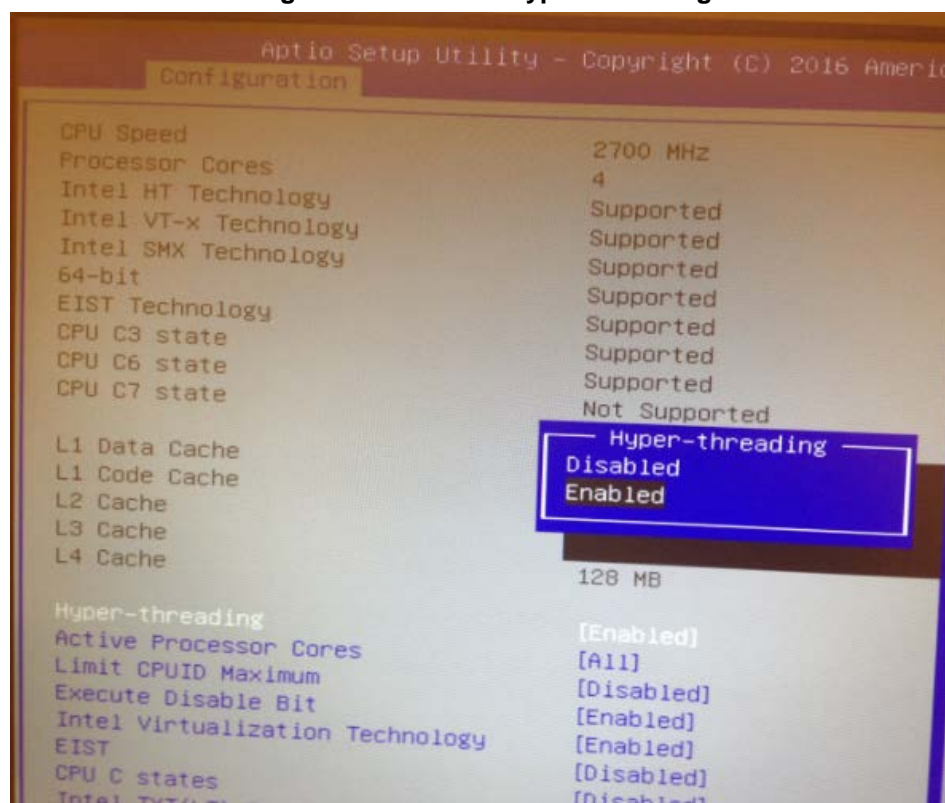 Aptio Setup Utility - Copyright (C) 2016
Configuration
CPU Speed 2700 MHz
Processor Cores 4
Intel HT Technology Supported
Intel VT-x Technology Supported
Intel SMX Technology Supported
64-bit Supported
EIST Technology Supported
CPU C3 state Supported
CPU C6 state Supported
CPU C7 state Not Supported
Hyper-threading
Disabled
Enabled
L1 Data Cache
L1 Code Cache
L2 Cache
L3 Cache
L4 Cache 128 MB
Hyper-threading [Enabled]
Active Processor Cores [All]
Limit CPUID Maximum [Disabled]
Execute Disable Bit [Enabled]
Intel Virtualization Technology [Enabled]
EIST [Disabled]
CPU C states